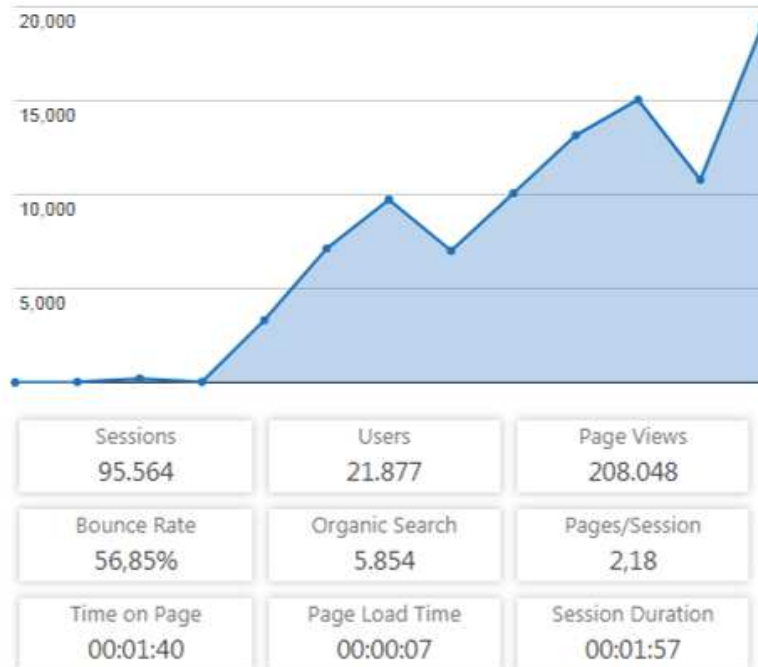 20,000
15,000
10,000
5,000
Sessions Users Page Views
95.564 21.877 208.048
Bounce Rate Organic Search Pages/Session
56,85% 5.854 2,18
Time on Page Page Load Time Session Duration
00:01:40 00:00:07 00:01:57